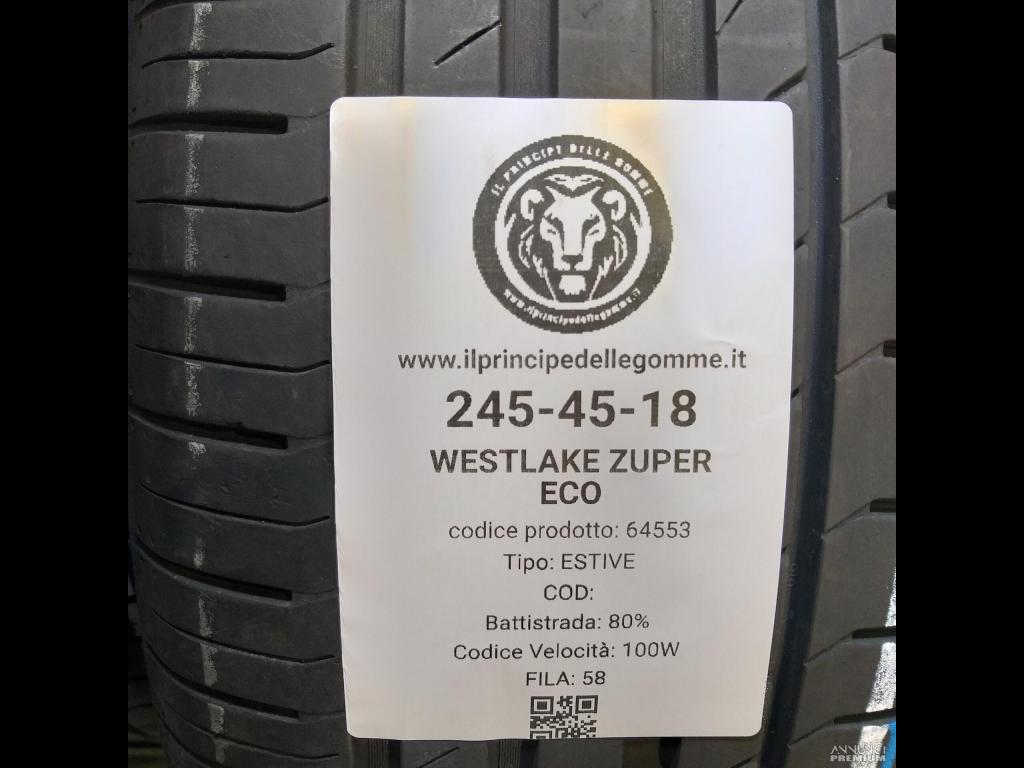 IL PRINCIPE DELLE GOMME
www.ilprincipedellegomme.it
www.ilprincipedellegomme.it
245-45-18
WESTLAKE ZUPER
ECO
codice prodotto: 64553
Tipo: ESTIVE
COD:
Battistrada: 80%
Codice Velocità: 100W
FILA: 58
ANNUNCI
PREMIUM